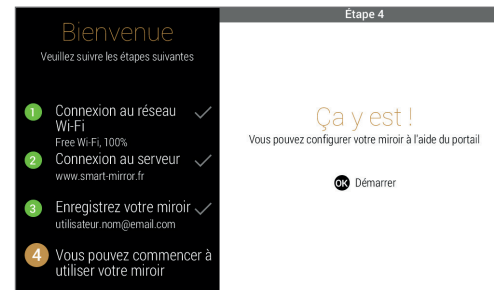 Bienvenue
Veuillez suivre les étapes suivantes
1 Connexion au réseau
Wi-Fi
Free Wi-Fi, 100%
2 Connexion au serveur
www.smart-mirror.fr
3 Enregistrez votre miroir
utilisateur.nom@email.com
4 Vous pouvez commencer à
utiliser votre miroir
Étape 4
Ça y est !
Vous pouvez configurer votre miroir à l'aide du portail
OK Démarrer